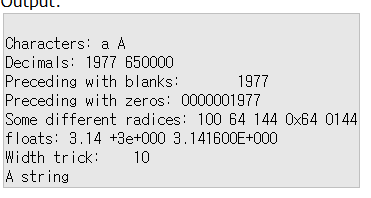 Output:
Characters: a A
Decimals: 1977 650000
Preceding with blanks:       1977
Preceding with zeros: 0000001977
Some different radices: 100 64 144 0x64 0144
floats: 3.14 +3e+000 3.141600E+000
Width trick:    10
A string